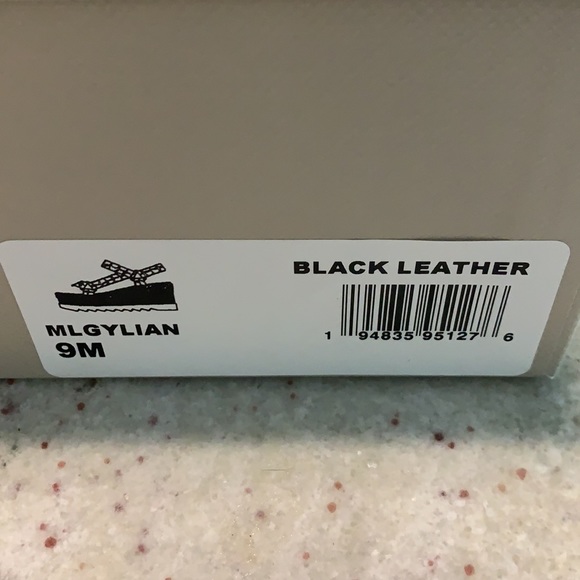 BLACK LEATHER
MLGYLIAN
9M
1 94835 95127 6